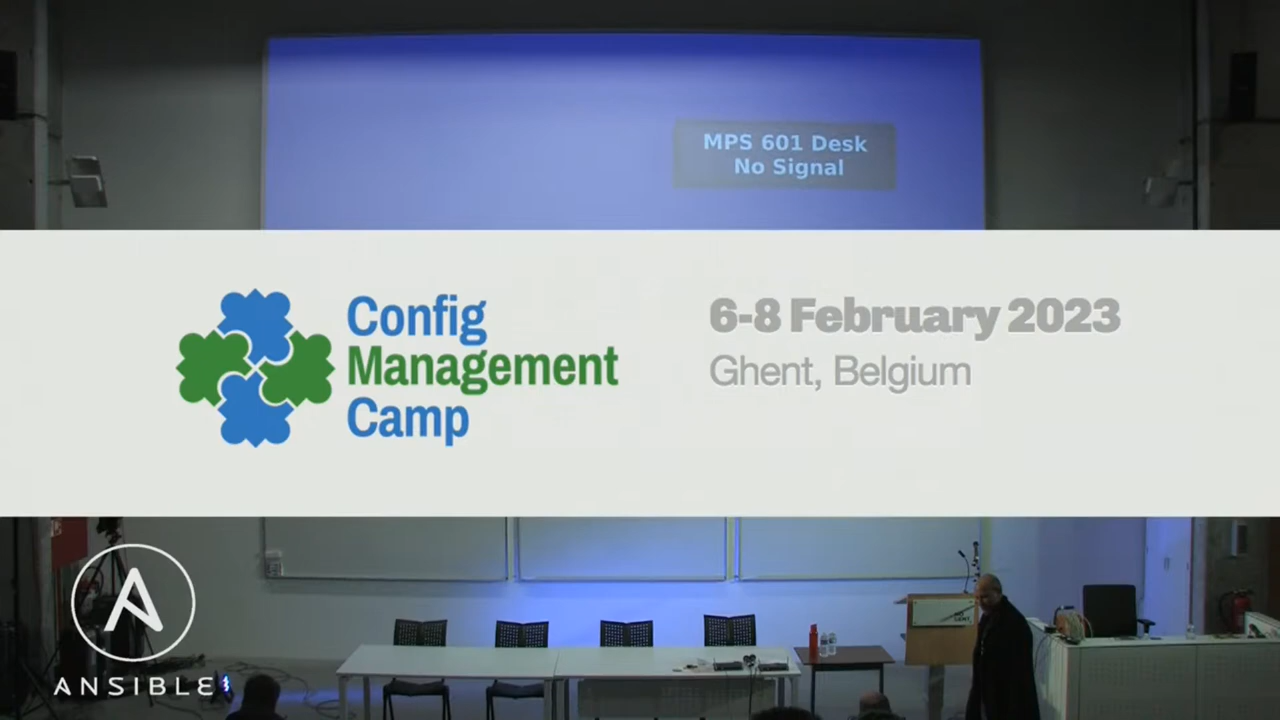 MPS 601 Desk
No Signal
Config
Management
Camp
6-8 February 2023
Ghent, Belgium
ANSIBLE